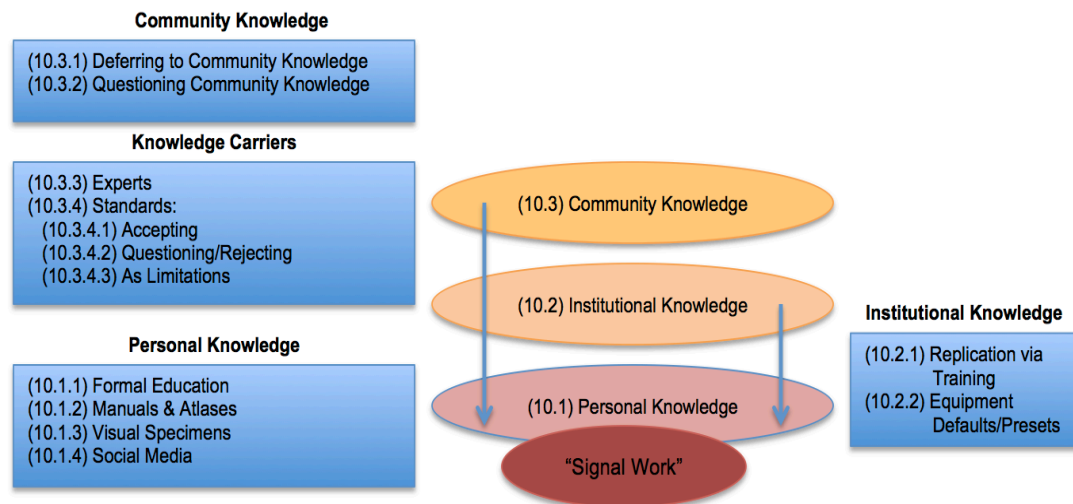 Community Knowledge
(10.3.1) Deferring to Community Knowledge
(10.3.2) Questioning Community Knowledge
Knowledge Carriers
(10.3.3) Experts
(10.3.4) Standards:
(10.3.4.1) Accepting
(10.3.4.2) Questioning/Rejecting
(10.3.4.3) As Limitations
Personal Knowledge
(10.1.1) Formal Education
(10.1.2) Manuals & Atlases
(10.1.3) Visual Specimens
(10.1.4) Social Media
(10.3) Community Knowledge
(10.2) Institutional Knowledge
(10.1) Personal Knowledge
“Signal Work”
Institutional Knowledge
(10.2.1) Replication via
Training
(10.2.2) Equipment
Defaults/Presets